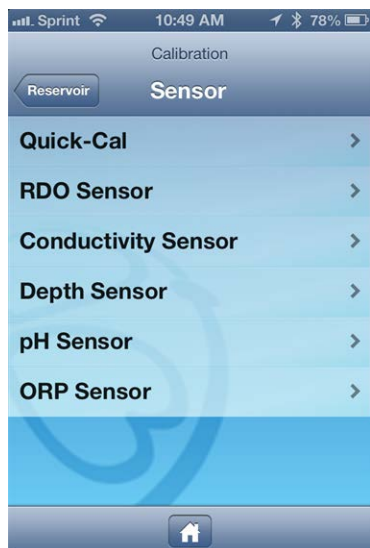 Sprint 10:49 AM 78%
Calibration
Reservoir Sensor
Quick-Cal
RDO Sensor
Conductivity Sensor
Depth Sensor
pH Sensor
ORP Sensor